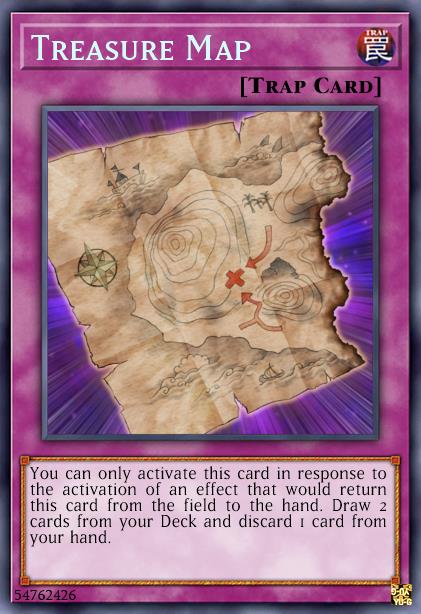 TREASURE MAP
TRAP
罠
[TRAP CARD]
You can only activate this card in response to
the activation of an effect that would return
this card from the field to the hand. Draw 2
cards from your Deck and discard 1 card from
your hand.
54762426